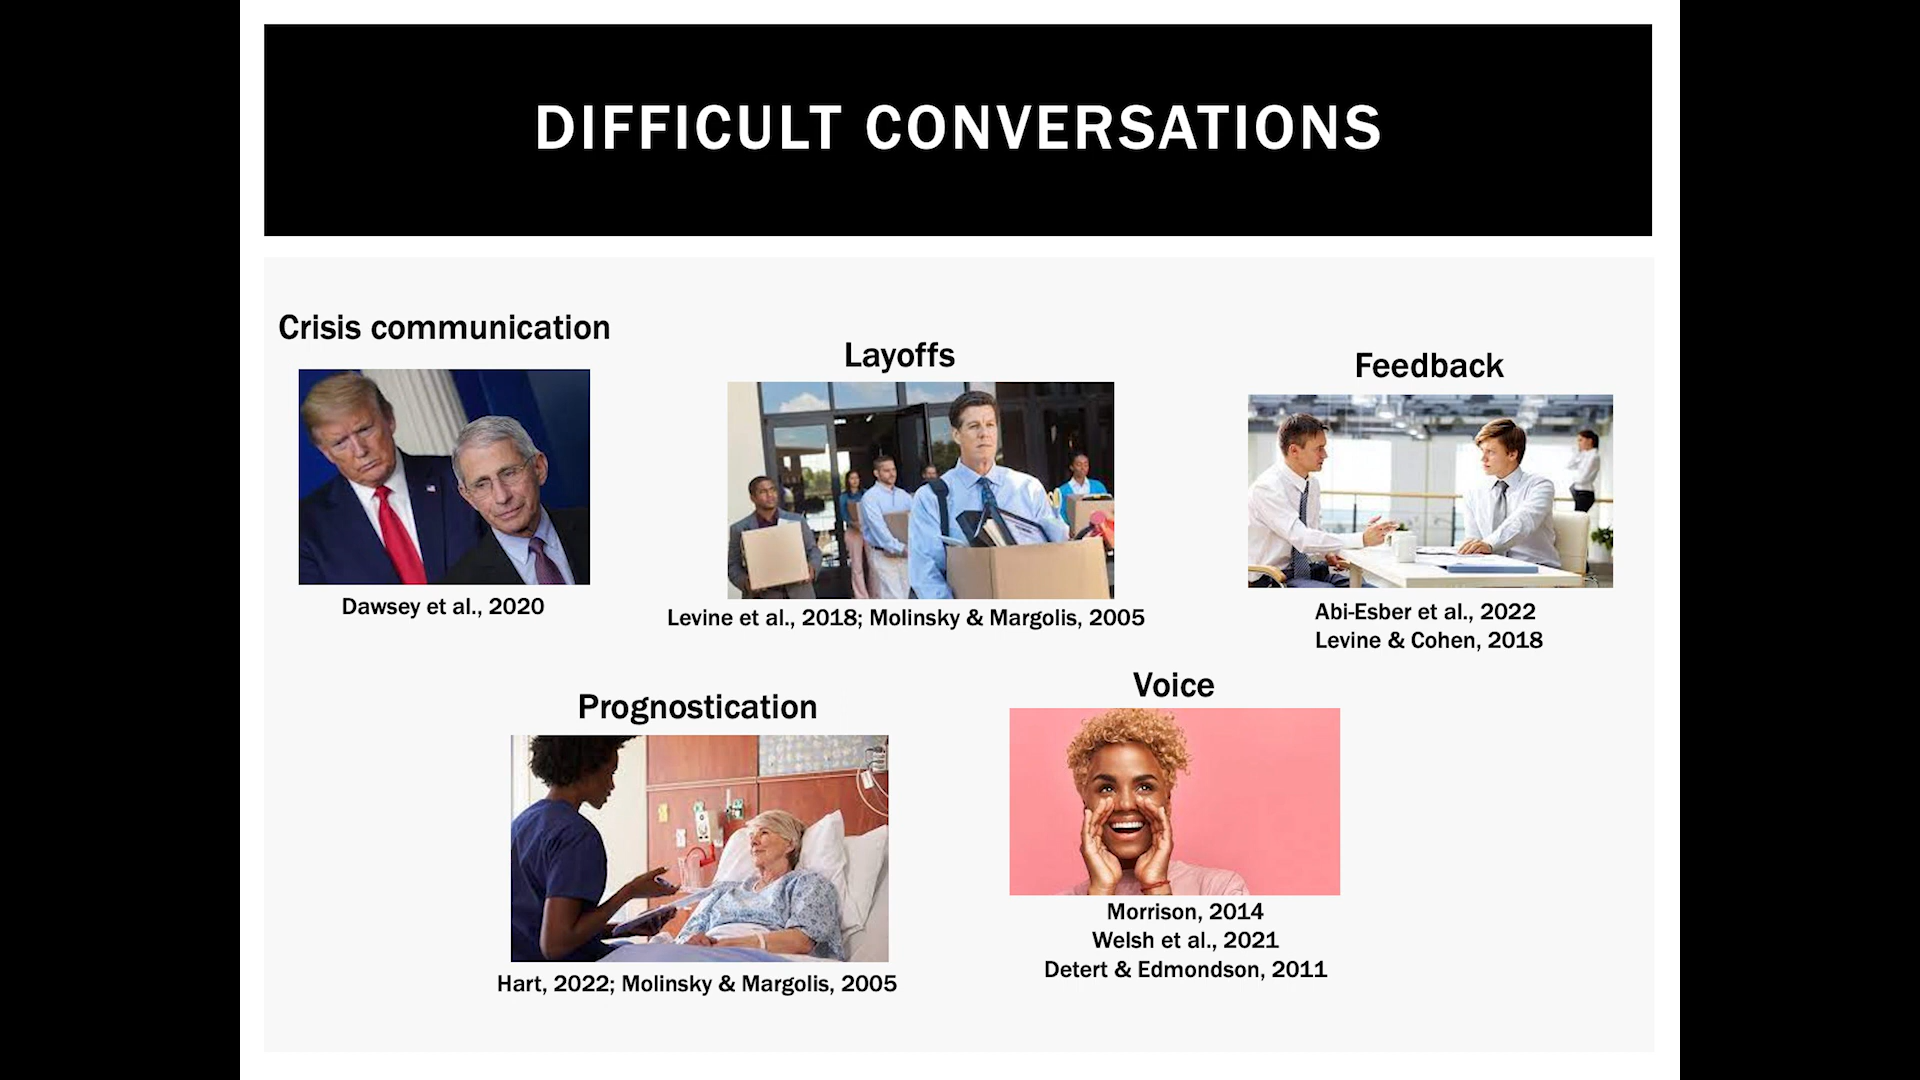 DIFFICULT CONVERSATIONS
Crisis communication
Dawsey et al., 2020
Layoffs
Levine et al., 2018; Molinsky & Margolis, 2005
Feedback
Abi-Esber et al., 2022
Levine & Cohen, 2018
Prognostication
Hart, 2022; Molinsky & Margolis, 2005
Voice
Morrison, 2014
Welsh et al., 2021
Detert & Edmondson, 2011